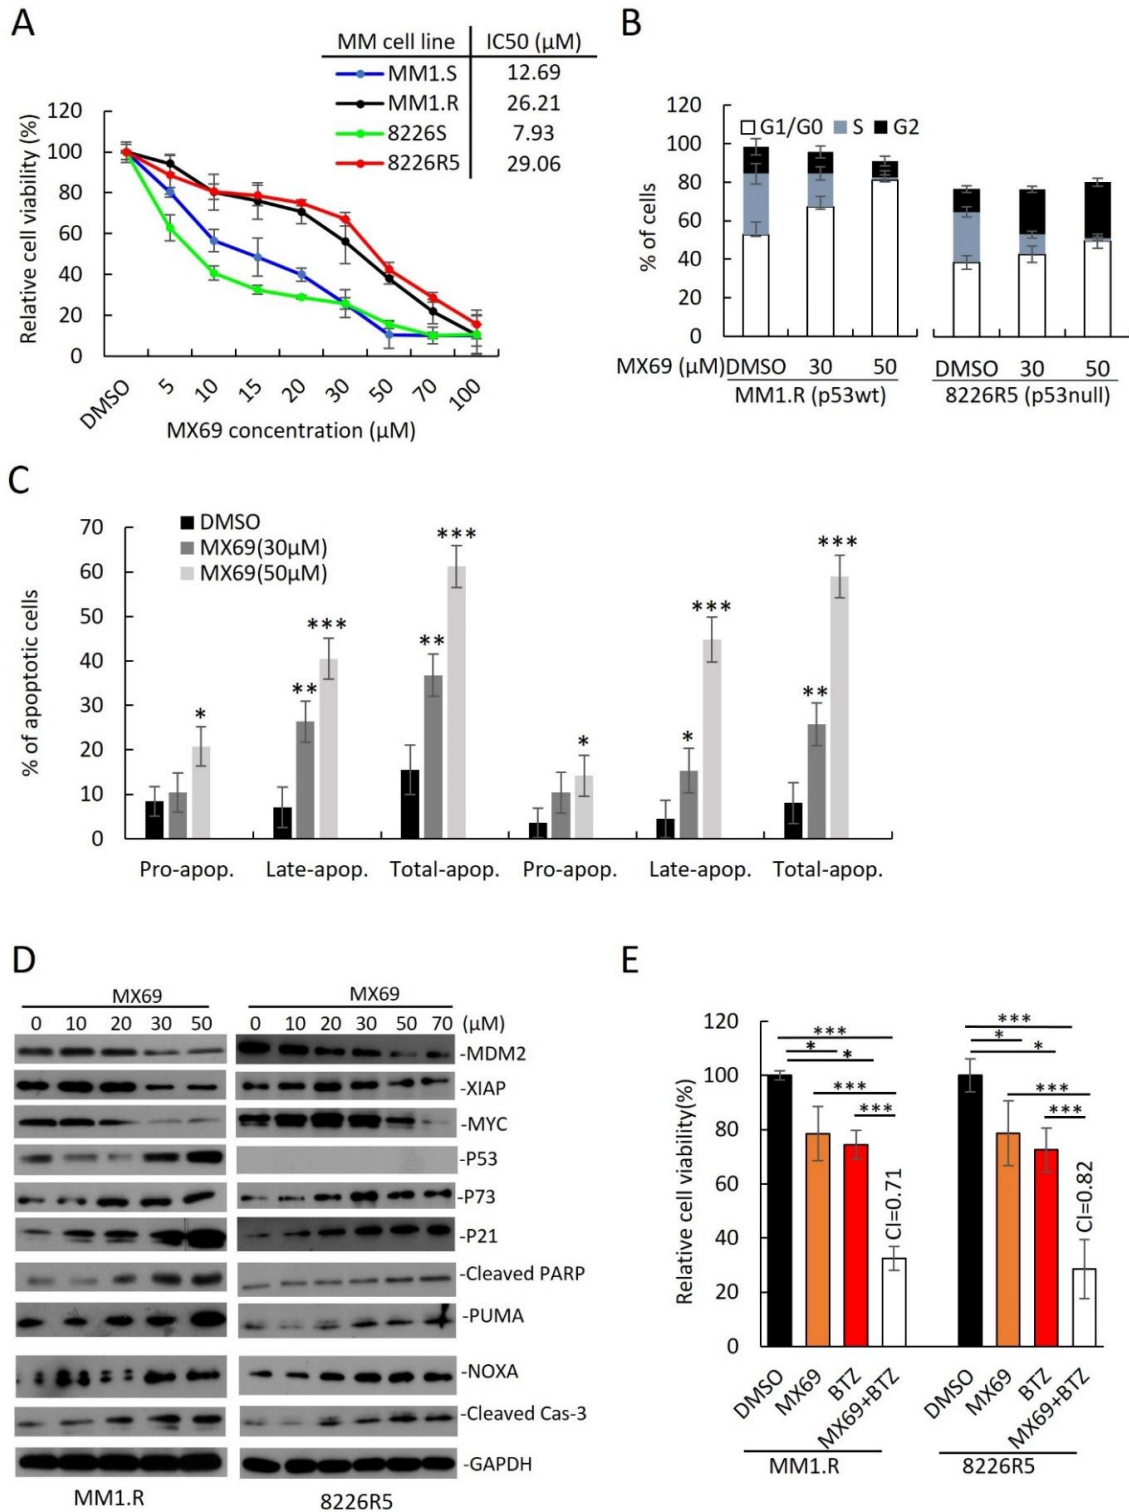 A
MM cell line IC50 (μM)
MM1.S 12.69
MM1.R 26.21
8226S 7.93
8226R5 29.06
Relative cell viability (%)
120
100
80
60
40
20
0
DMSO 5 10 15 20 30 50 70 100
MX69 concentration (μM)
B
% of cells
120
100
80
60
40
20
0
G1/G0 S G2
MX69 (μM) DMSO 30 50 DMSO 30 50
MM1.R (p53wt) 8226R5 (p53null)
C
% of apoptotic cells
70
60
50
40
30
20
10
0
DMSO
MX69(30μM)
MX69(50μM)
* ** *** ** *** * * *** ** ***
Pro-apop. Late-apop. Total-apop. Pro-apop. Late-apop. Total-apop.
D
MX69 MX69
0 10 20 30 50 0 10 20 30 50 70 (μM)
-MDM2
-XIAP
-MYC
-P53
-P73
-P21
-Cleaved PARP
-PUMA
-NOXA
-Cleaved Cas-3
-GAPDH
MM1.R 8226R5
E
Relative cell viability(%)
120
100
80
60
40
20
0
*** * * *** ***
CI=0.71
*** * * *** ***
CI=0.82
DMSO MX69 BTZ MX69+BTZ DMSO MX69 BTZ MX69+BTZ
MM1.R 8226R5